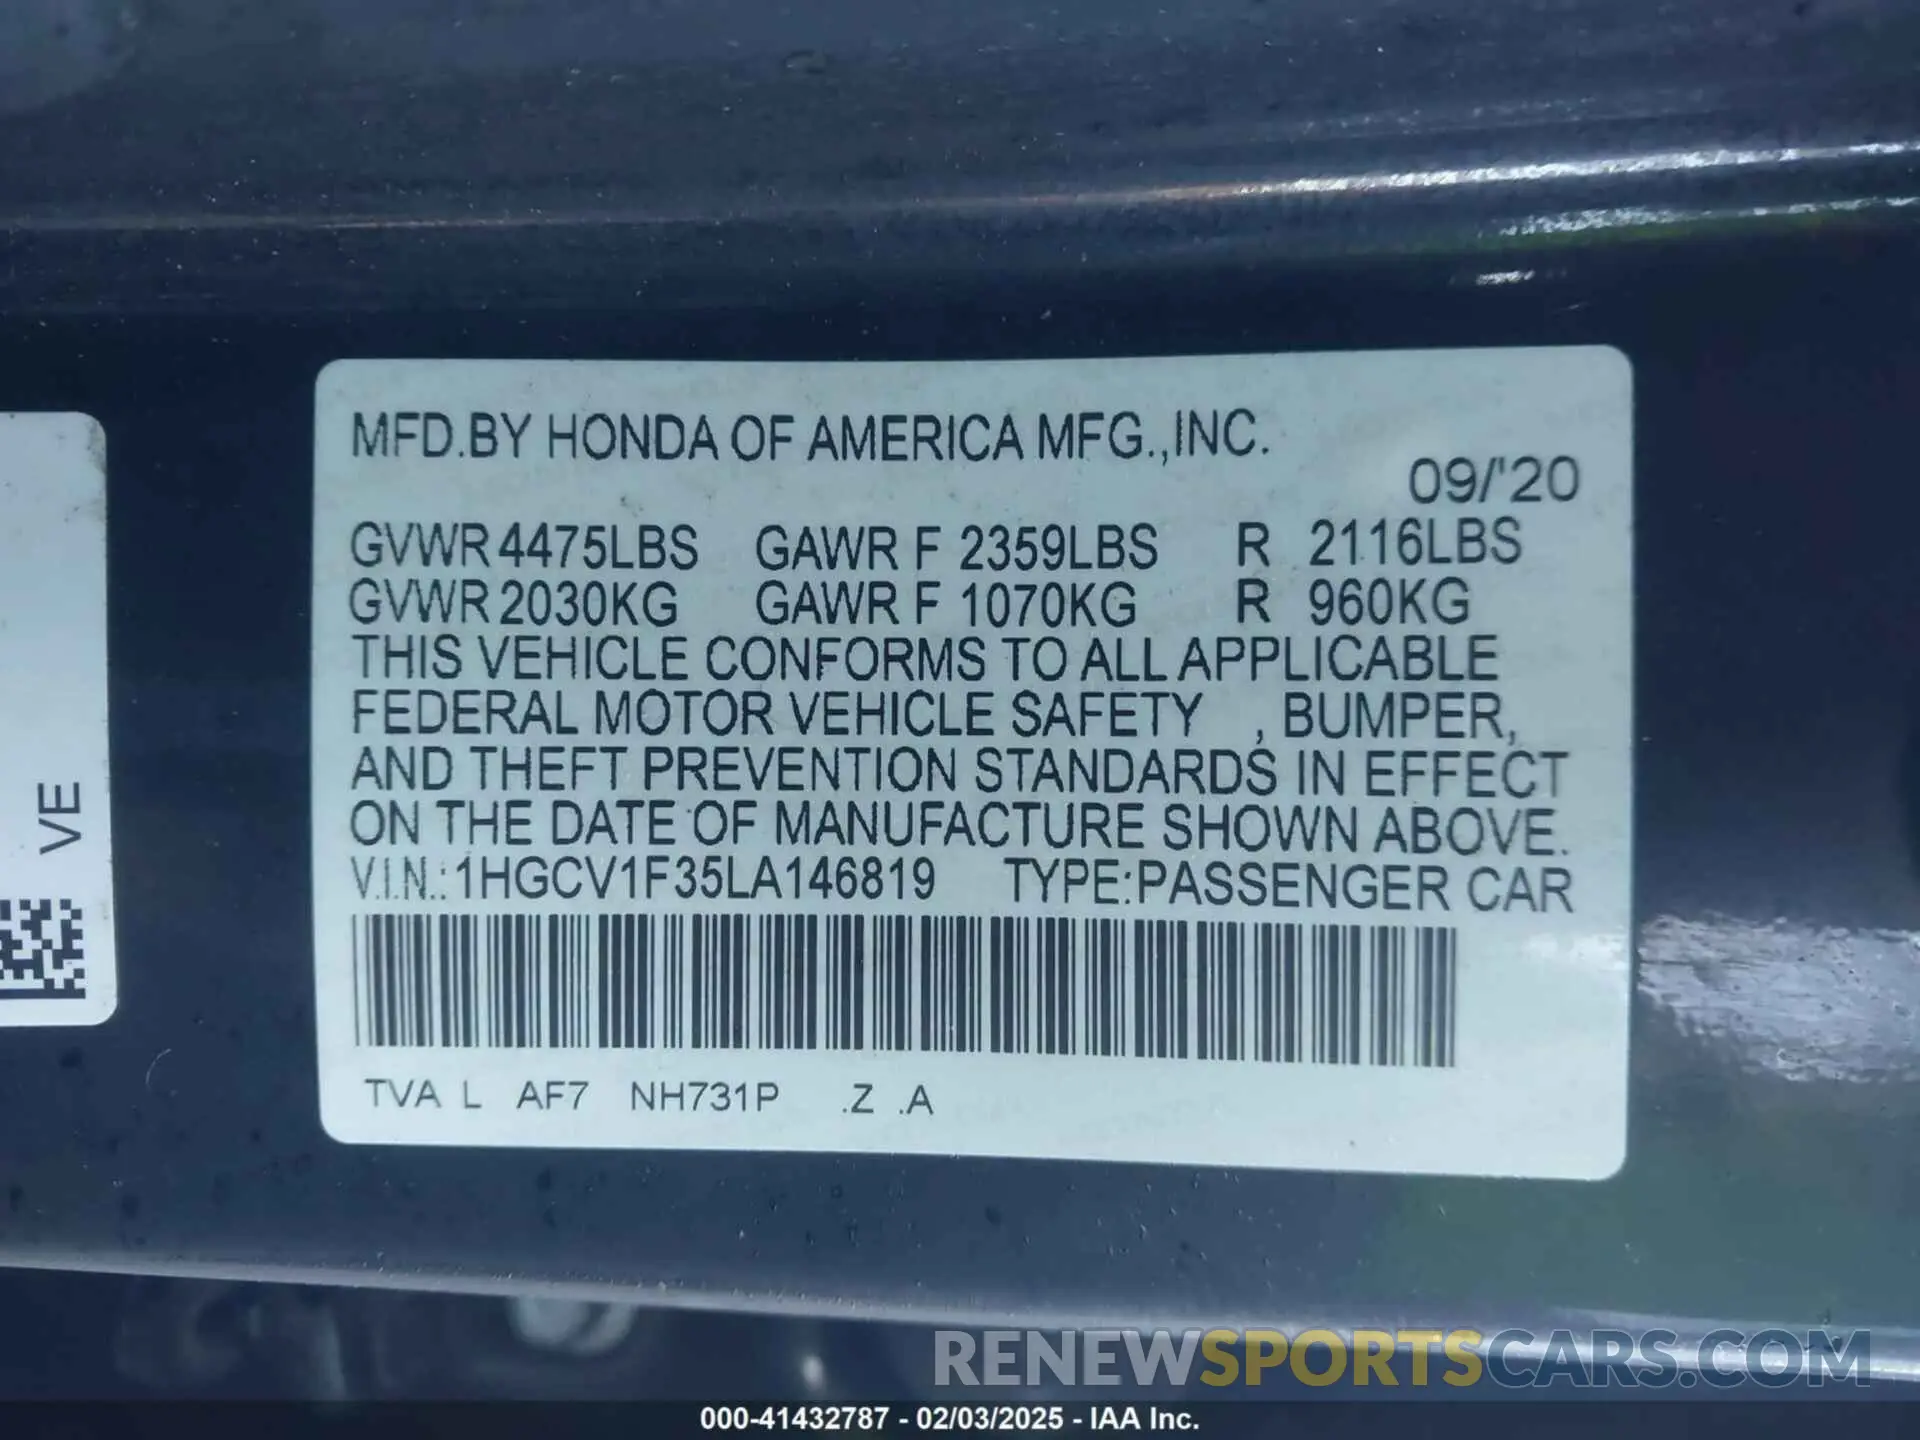 MFD.BY HONDA OF AMERICA MFG.,INC.
09/'20
GVWR 4475LBS GAWR F 2359LBS R 2116LBS
GVWR 2030KG GAWR F 1070KG R 960KG
THIS VEHICLE CONFORMS TO ALL APPLICABLE
FEDERAL MOTOR VEHICLE SAFETY , BUMPER,
AND THEFT PREVENTION STANDARDS IN EFFECT
ON THE DATE OF MANUFACTURE SHOWN ABOVE.
V.I.N.:1HGCV1F35LA146819 TYPE:PASSENGER CAR
TVA L AF7 NH731P .Z .A
VE
RENEWSPORTSCARS.COM
000-41432787 - 02/03/2025 - IAA Inc.